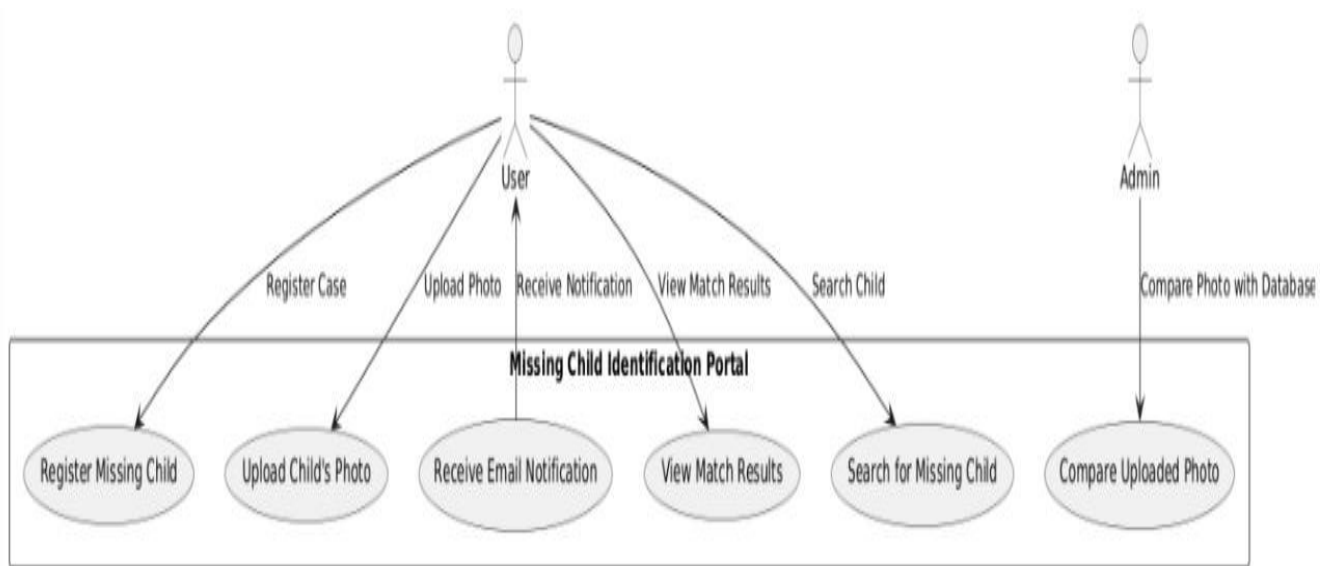 User
Admin
Register Case
Upload Photo
Receive Notification
View Match Results
Search Child
Compare Photo with Database
Missing Child Identification Portal
Register Missing Child
Upload Child's Photo
Receive Email Notification
View Match Results
Search for Missing Child
Compare Uploaded Photo